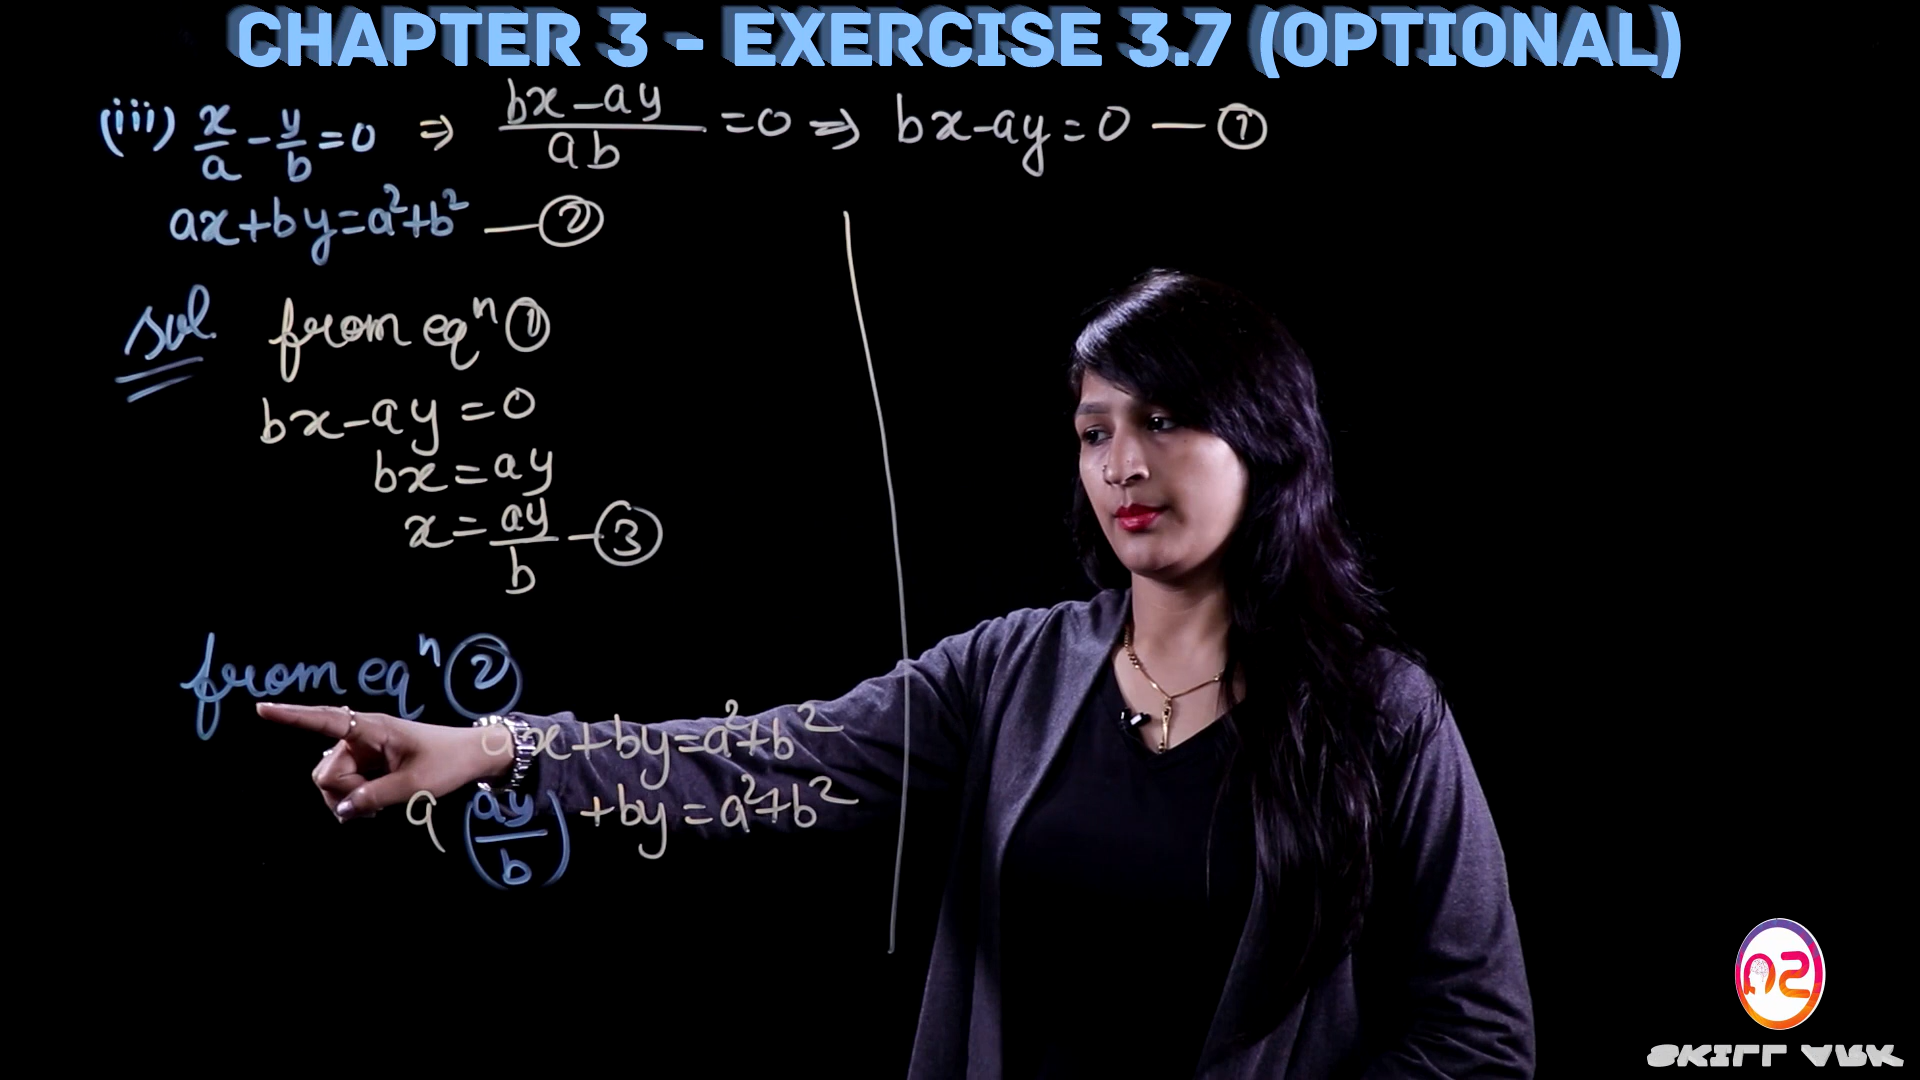 CHAPTER 3 - EXERCISE 3.7 (OPTIONAL)
(iii) x/a - y/b = 0 ⇒ (bx - ay)/ab = 0 ⇒ bx - ay = 0 — ①
ax + by = a² + b² — ②
Sol. from eqⁿ ①
bx - ay = 0
bx = ay
x = ay/b — ③
from eqⁿ ②
ax + by = a² + b²
a (ay/b) + by = a² + b²